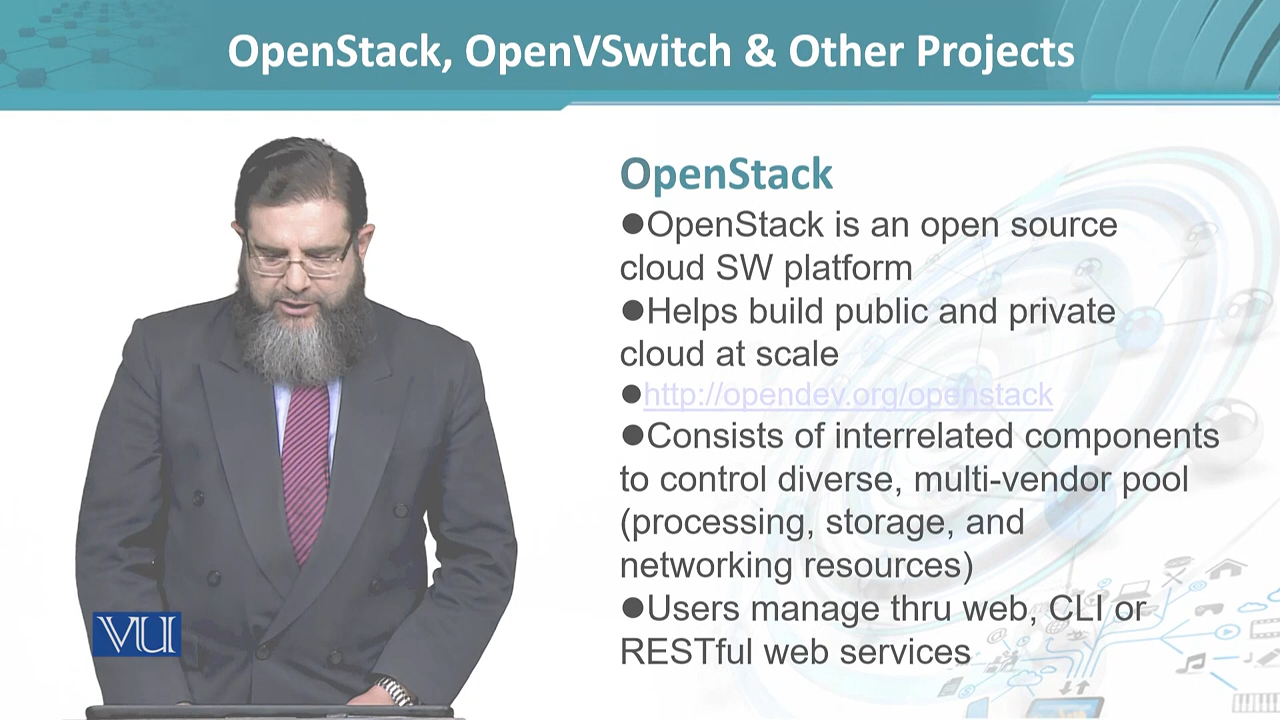 OpenStack, OpenVSwitch & Other Projects
OpenStack
●OpenStack is an open source
cloud SW platform
●Helps build public and private
cloud at scale
●http://opendev.org/openstack
●Consists of interrelated components
to control diverse, multi-vendor pool
(processing, storage, and
networking resources)
●Users manage thru web, CLI or
RESTful web services
VU